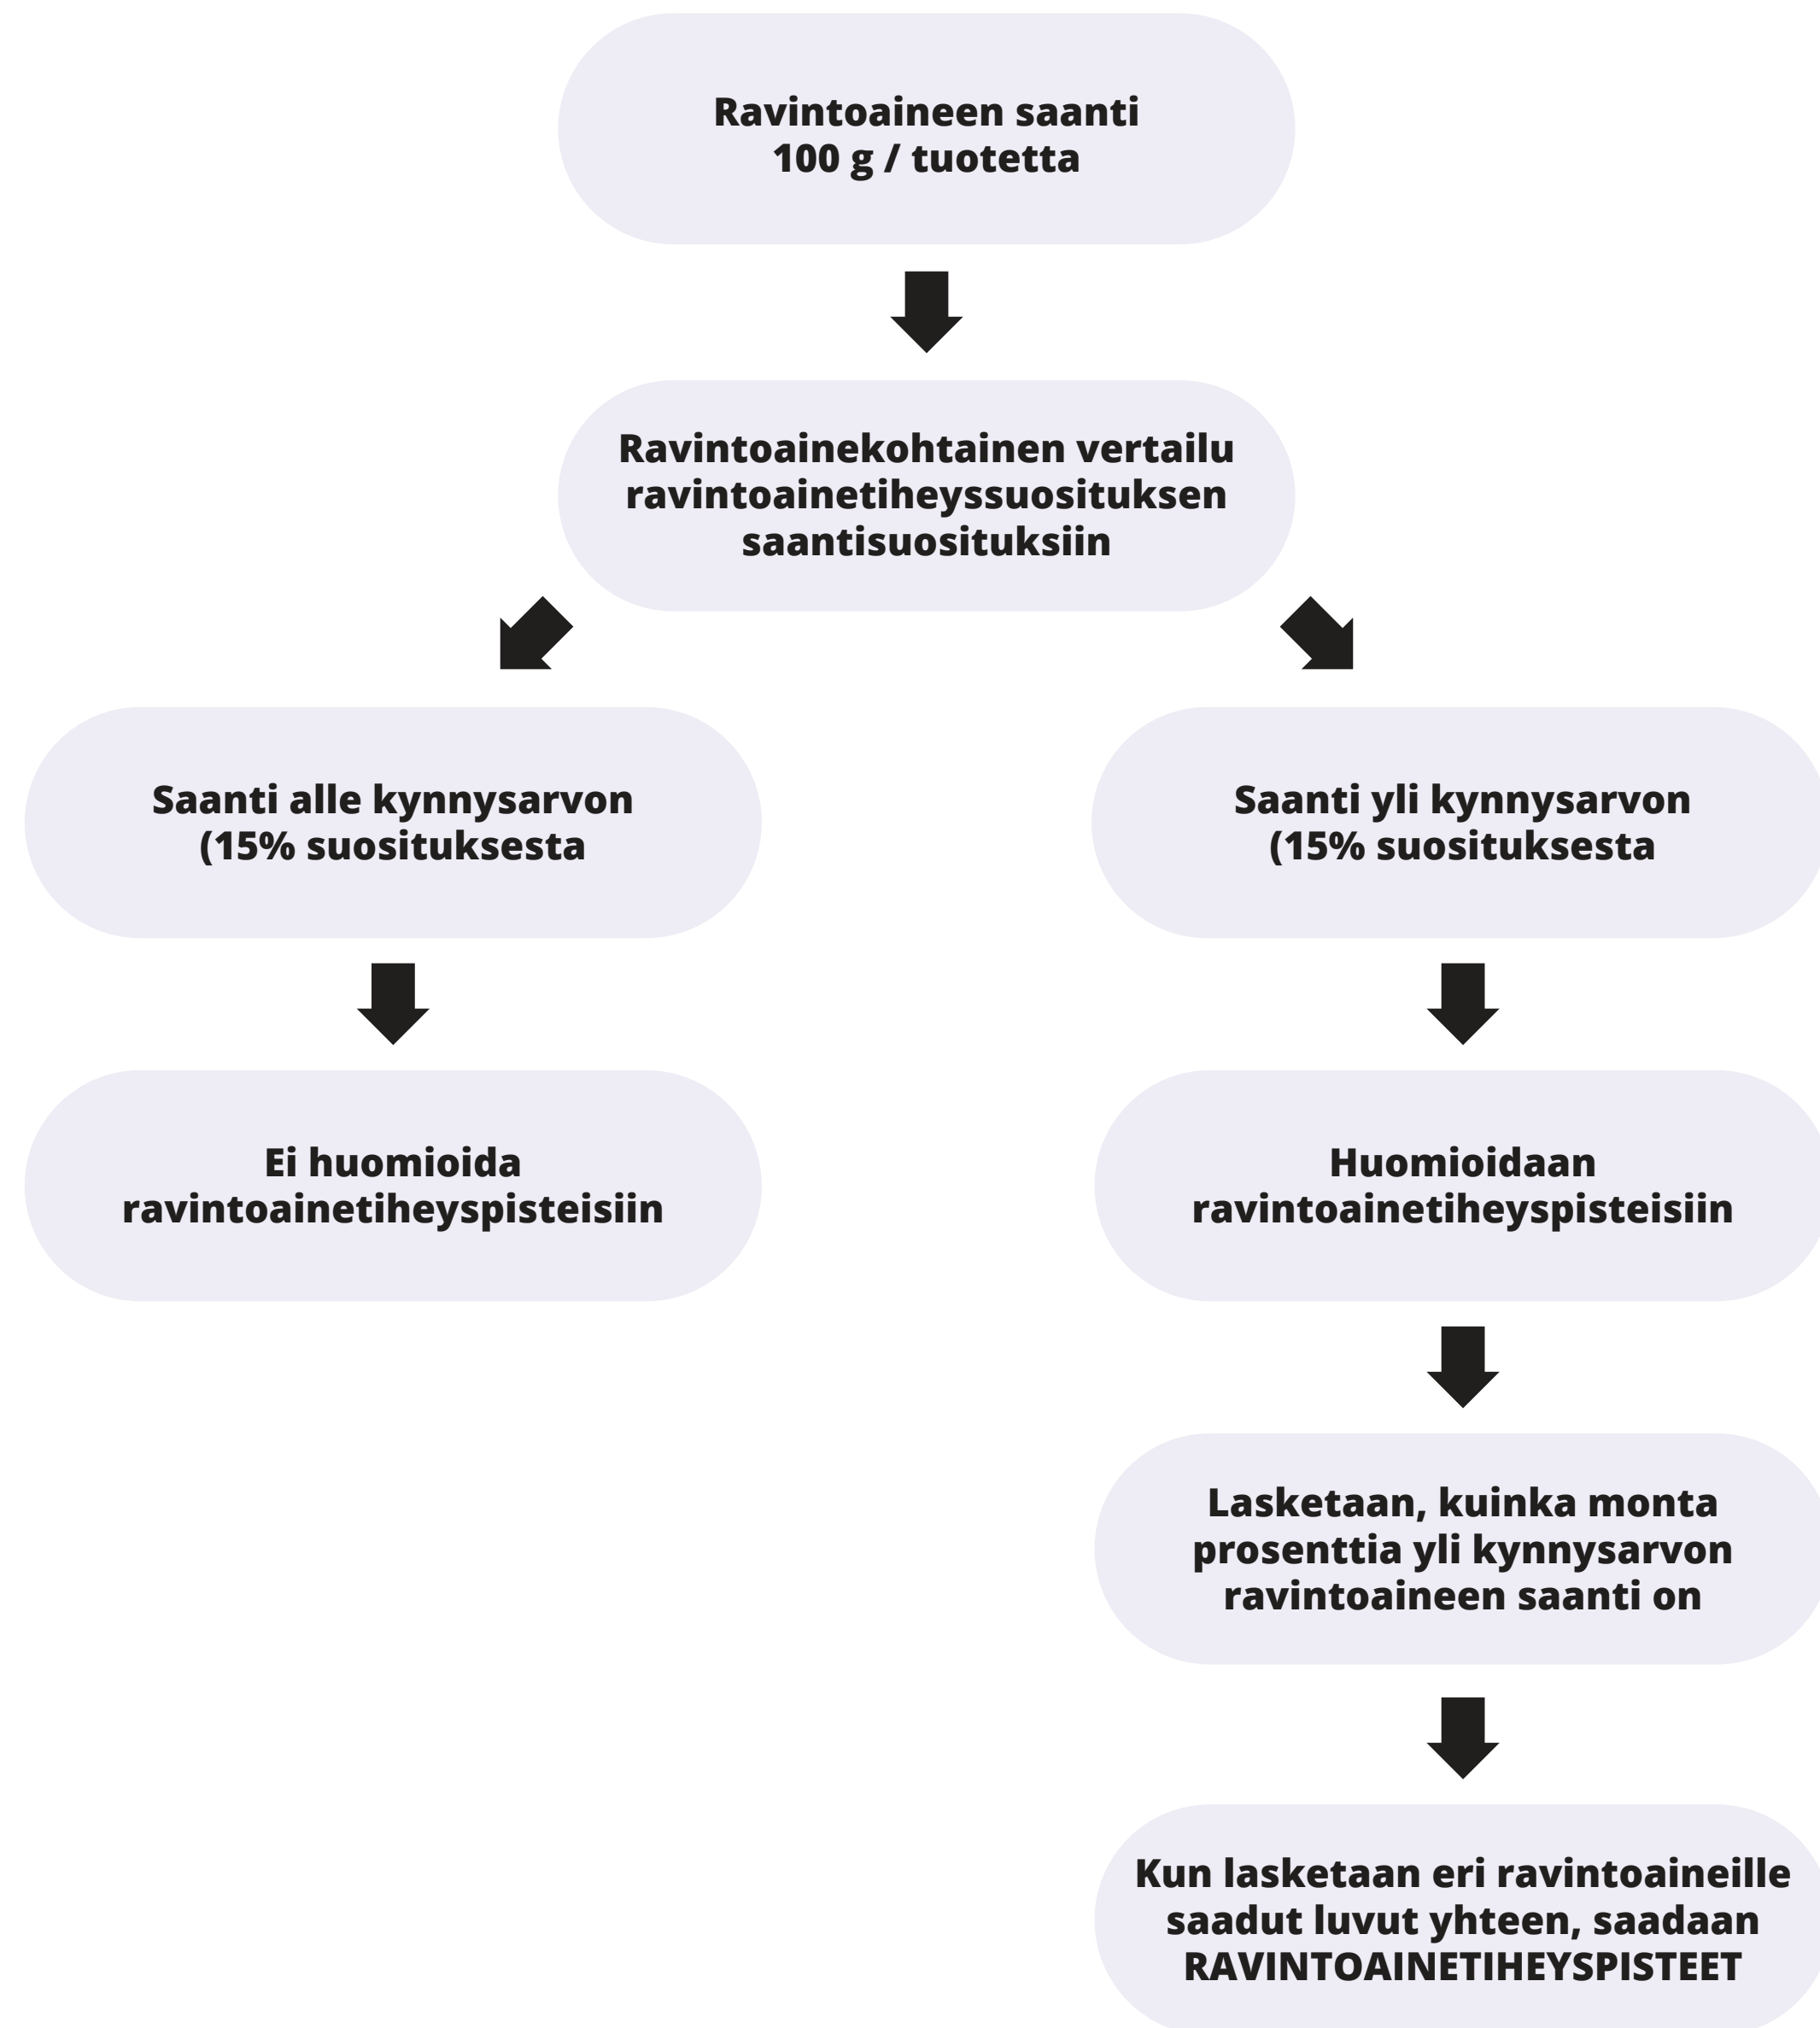 Ravintoaineen saanti
100 g / tuotetta
Ravintoainekohtainen vertailu
ravintoainetiheyssuosituksen
saantisuosituksiin
Saanti alle kynnysarvon
(15% suosituksesta
Saanti yli kynnysarvon
(15% suosituksesta
Ei huomioida
ravintoainetiheyspisteisiin
Huomioidaan
ravintoainetiheyspisteisiin
Lasketaan, kuinka monta
prosenttia yli kynnysarvon
ravintoaineen saanti on
Kun lasketaan eri ravintoaineille
saadut luvut yhteen, saadaan
RAVINTOAINETIHEYSPISTEET